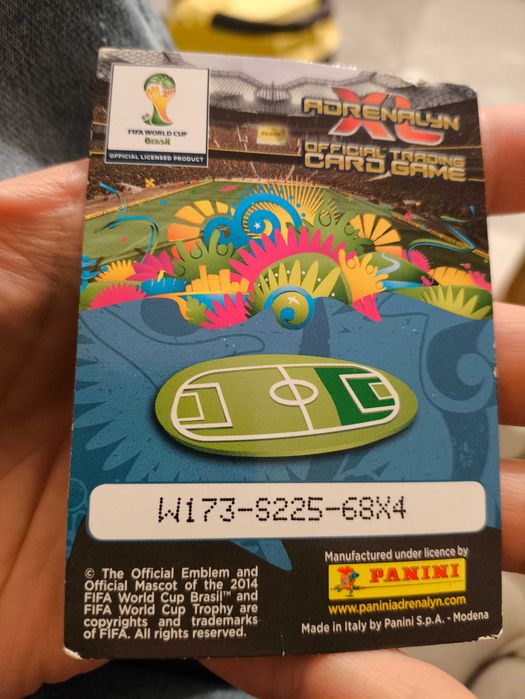 FIFA WORLD CUP
Brasil
OFFICIAL LICENSED PRODUCT
ADRENALYN
XL
OFFICIAL TRADING
CARD GAME
PANINI
W173-S225-68X4
© The Official Emblem and
Official Mascot of the 2014
FIFA World Cup Brasil™ and
FIFA World Cup Trophy are
copyrights and trademarks
of FIFA. All rights reserved.
Manufactured under licence by
PANINI
www.paniniadrenalyn.com
Made in Italy by Panini S.p.A. - Modena